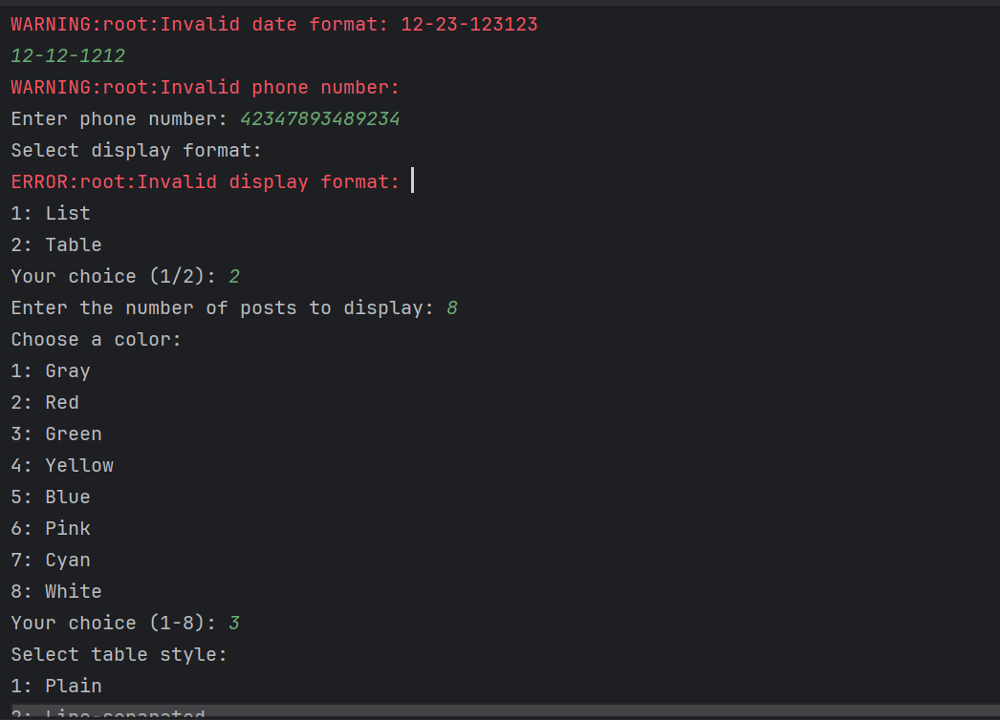 WARNING:root:Invalid date format: 12-23-123123
12-12-1212
WARNING:root:Invalid phone number:
Enter phone number: 42347893489234
Select display format:
ERROR:root:Invalid display format:
1: List
2: Table
Your choice (1/2): 2
Enter the number of posts to display: 8
Choose a color:
1: Gray
2: Red
3: Green
4: Yellow
5: Blue
6: Pink
7: Cyan
8: White
Your choice (1-8): 3
Select table style:
1: Plain
2: Line-separated